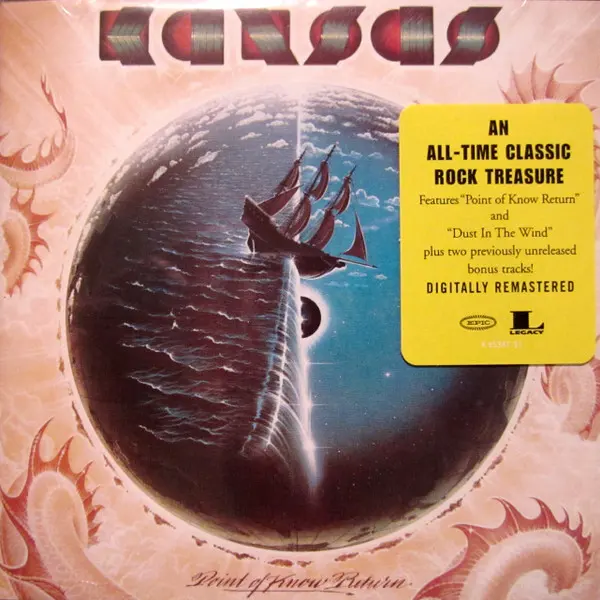 KANSAS
AN
ALL-TIME CLASSIC
ROCK TREASURE
Features "Point of Know Return"
and
"Dust In The Wind"
plus two previously unreleased
bonus tracks!
DIGITALLY REMASTERED
EPIC
L
LEGACY
Point of Know Return